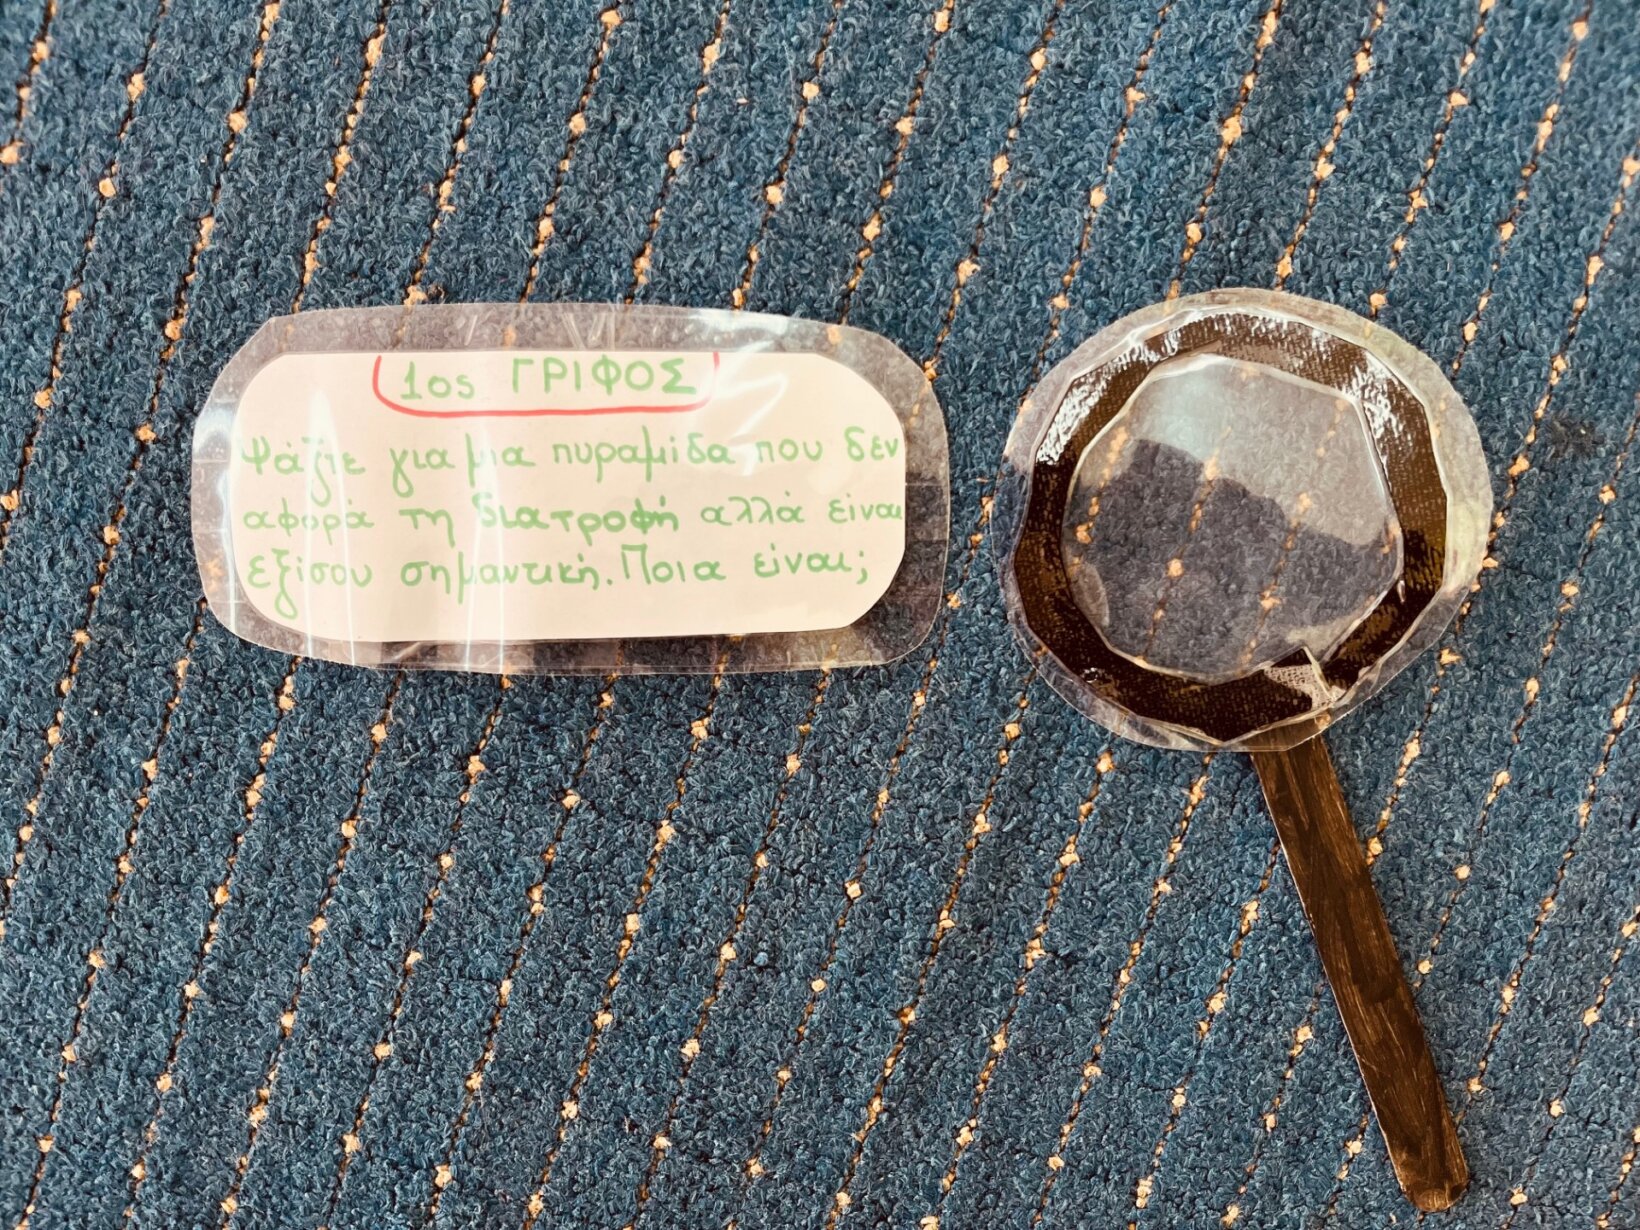 1ος ΓΡΙΦΟΣ
Ψάξτε για μια πυραμίδα που δεν
αφορά τη διατροφή αλλά είναι
εξίσου σημαντική. Ποια είναι;